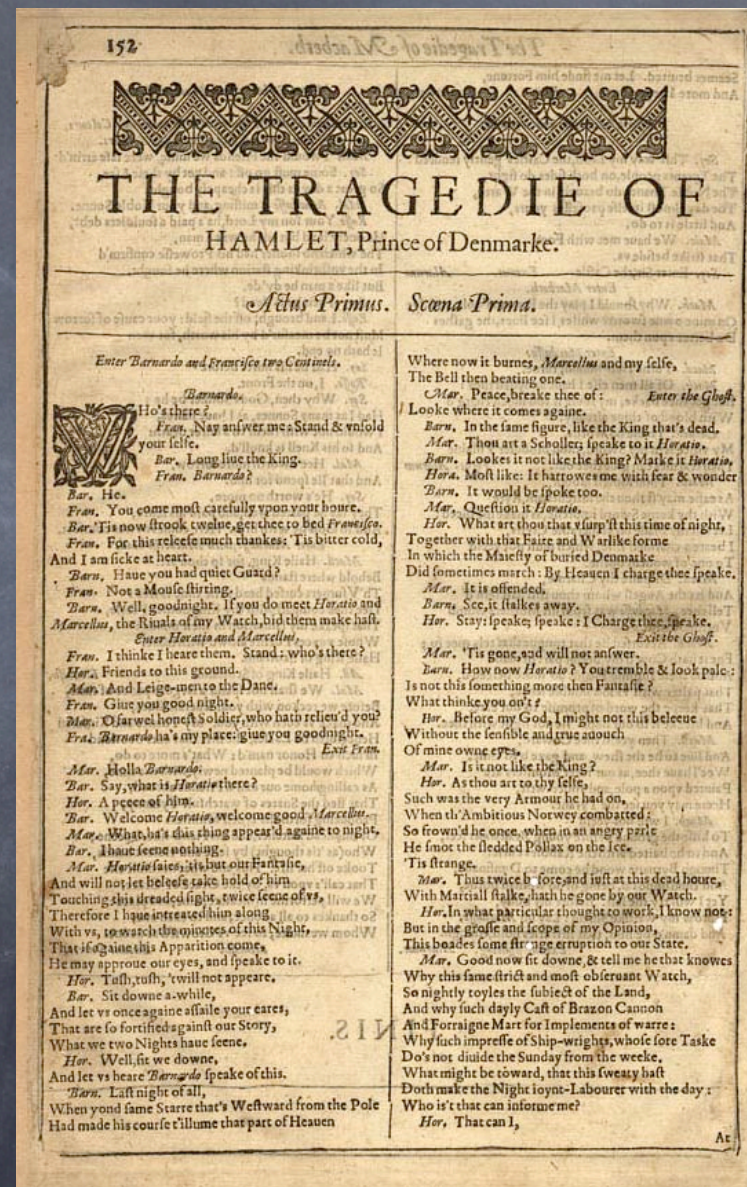 152
THE TRAGEDIE OF
HAMLET, Prince of Denmarke.
Actus Primus. Scœna Prima.
Enter Barnardo and Francisco two Centinels.
Barnardo.
WHo's there?
Fran. Nay answer me: Stand & vnfold
your selfe.
Bar. Long liue the King.
Fran. Barnardo?
Bar. He.
Fran. You come most carefully vpon your houre.
Bar. 'Tis now strook twelue, get thee to bed Francisco.
Fran. For this releefe much thankes: 'Tis bitter cold,
And I am sicke at heart.
Barn. Haue you had quiet Guard?
Fran. Not a Mouse stirring.
Barn. Well, goodnight. If you do meet Horatio and
Marcellus, the Riuals of my Watch, bid them make hast.
Enter Horatio and Marcellus.
Fran. I thinke I heare them. Stand: who's there?
Hor. Friends to this ground.
Mar. And Leige-men to the Dane.
Fran. Giue you good night.
Mar. O farwel honest Soldier, who hath relieu'd you?
Fra. Barnardo ha's my place: giue you goodnight.
Exit Fran.
Mar. Holla Barnardo.
Bar. Say, what is Horatio there?
Hor. A peece of him.
Bar. Welcome Horatio, welcome good Marcellus.
Mar. What, ha's this thing appear'd againe to night.
Bar. I haue seene nothing.
Mar. Horatio saies, 'tis but our Fantasie,
And will not let beleefe take hold of him
Touching this dreaded sight, twice seene of vs,
Therefore I haue intreated him along
With vs, to watch the minutes of this Night,
That if againe this Apparition come,
He may approue our eyes, and speake to it.
Hor. Tush, tush, 'twill not appeare.
Bar. Sit downe a-while,
And let vs once againe assaile your eares,
That are so fortified against our Story,
What we two Nights haue seene.
Hor. Well, sit we downe,
And let vs heare Barnardo speake of this.
Barn. Last night of all,
When yond same Starre that's Westward from the Pole
Had made his course t'illume that part of Heauen
Where now it burnes, Marcellus and my selfe,
The Bell then beating one.
Mar. Peace, breake thee of: Enter the Ghost.
Looke where it comes againe.
Barn. In the same figure, like the King that's dead.
Mar. Thou art a Scholler; speake to it Horatio.
Barn. Lookes it not like the King? Marke it Horatio.
Hora. Most like: It harrowes me with fear & wonder
Barn. It would be spoke too.
Mar. Question it Horatio.
Hor. What art thou that vsurp'st this time of night,
Together with that Faire and Warlike forme
In which the Maiesty of buried Denmarke
Did sometimes march: By Heauen I charge thee speake.
Mar. It is offended.
Barn. See, it stalkes away.
Hor. Stay: speake; speake: I Charge thee, speake.
Exit the Ghost.
Mar. 'Tis gone, and will not answer.
Barn. How now Horatio? You tremble & look pale:
Is not this something more then Fantasie?
What thinke you on't?
Hor. Before my God, I might not this beleeue
Without the sensible and true auouch
Of mine owne eyes.
Mar. Is it not like the King?
Hor. As thou art to thy selfe,
Such was the very Armour he had on,
When th'Ambitious Norwey combatted:
So frown'd he once, when in an angry parle
He smot the sledded Pollax on the Ice.
'Tis strange.
Mar. Thus twice before, and iust at this dead houre,
With Martiall stalke, hath he gone by our Watch.
Hor. In what particular thought to work, I know not:
But in the grosse and scope of my Opinion,
This boades some strange erruption to our State.
Mar. Good now sit downe, & tell me he that knowes
Why this same strict and most obseruant Watch,
So nightly toyles the subiect of the Land,
And why such dayly Cast of Brazon Cannon
And Forraigne Mart for Implements of warre:
Why such impresse of Ship-wrights, whose sore Taske
Do's not diuide the Sunday from the weeke,
What might be toward, that this sweaty hast
Doth make the Night ioynt-Labourer with the day:
Who is't that can informe me?
Hor. That can I,
At